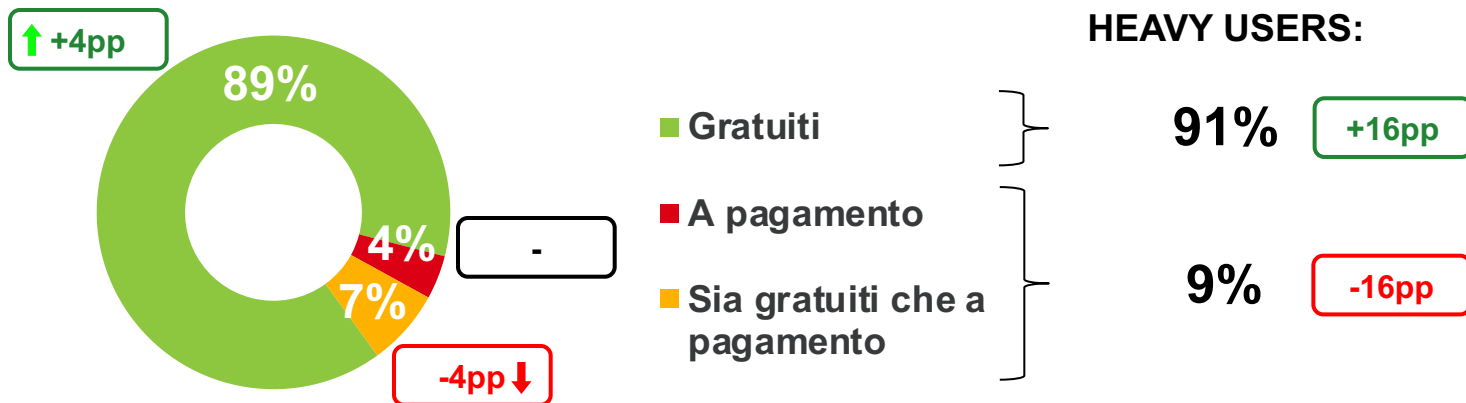 +4pp
89%
4%
7%
-
-4pp
Gratuiti
A pagamento
Sia gratuiti che a
pagamento
HEAVY USERS:
91%
+16pp
9%
-16pp